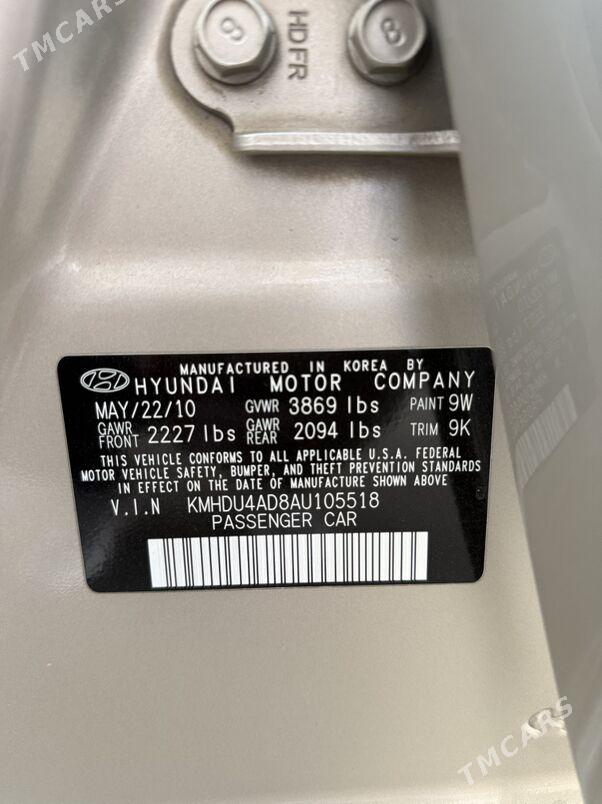 TMCARS
8
HDFR
8
MANUFACTURED IN KOREA BY
HYUNDAI MOTOR COMPANY
MAY/22/10 GVWR 3869 lbs PAINT 9W
GAWR FRONT 2227 lbs GAWR REAR 2094 lbs TRIM 9K
THIS VEHICLE CONFORMS TO ALL APPLICABLE U.S.A. FEDERAL
MOTOR VEHICLE SAFETY, BUMPER, AND THEFT PREVENTION STANDARDS
IN EFFECT ON THE DATE OF MANUFACTURE SHOWN ABOVE
V.I.N KMHDU4AD8AU105518
PASSENGER CAR
TMCARS